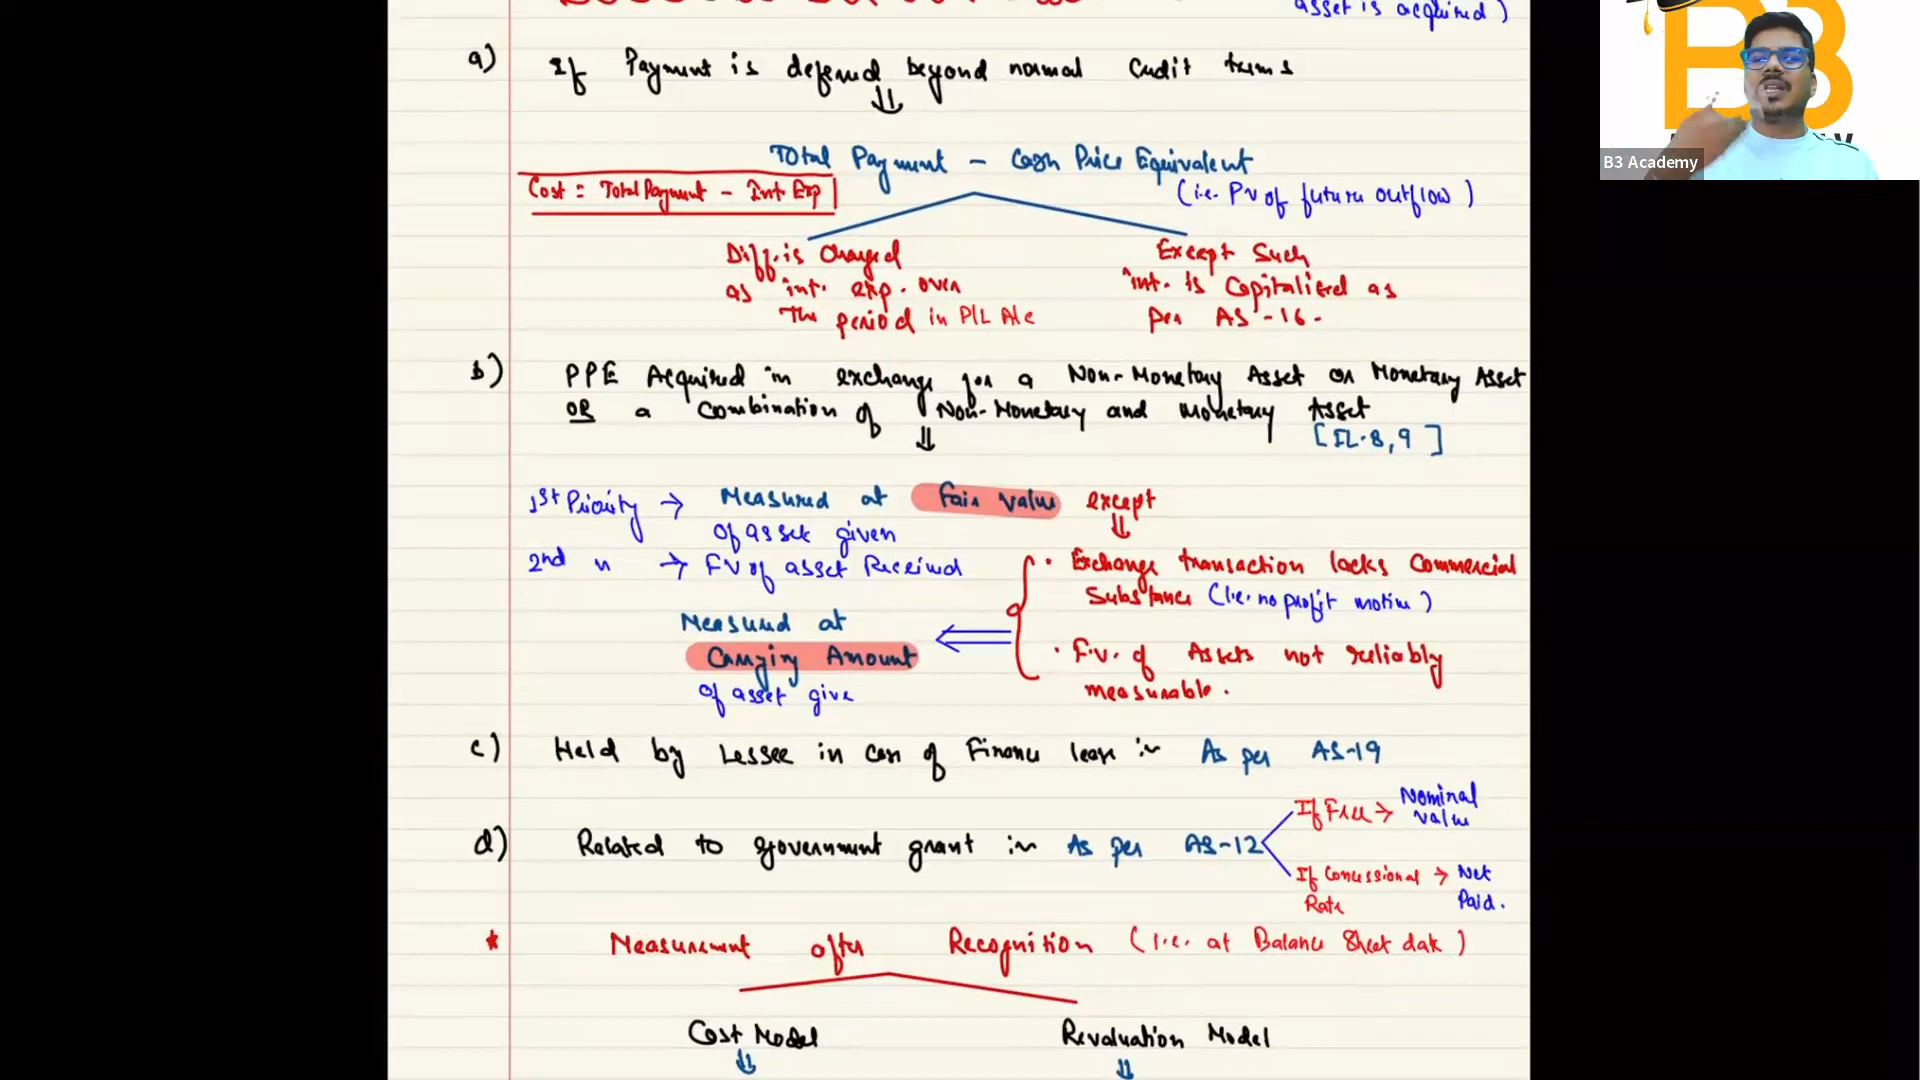 asset is acquired)
a) If Payment is deferred beyond normal Credit terms
Total Payment - Cash Price Equivalent
Cost = Total Payment - Int. Exp
(i.e. PV of future outflow)
Diff. is Charged
as int. exp. over
The period in P/L A/c
Except Such
int. is Capitalized as
per AS-16.
b) PPE Acquired in exchange for a Non-Monetary Asset or Monetary Asset
OR a Combination of Non-Monetary and Monetary Asset
[IL. 8, 9]
1st Priority → Measured at Fair Value except
of asset given
2nd " → FV of asset Received
• Exchange transaction lacks Commercial
Substance (i.e. no profit motive)
Measured at
Carrying Amount
of asset give
• F.V. of Assets not reliably
measurable.
c) Held by Lessee in case of Finance lease :- As per AS-19
d) Related to Government grant :- As per AS-12
If Free → Nominal
Value
If Concessional → Net
Rate Paid.
* Measurement after Recognition (i.e. at Balance Sheet date)
Cost Model
Revaluation Model
B3
B3 Academy